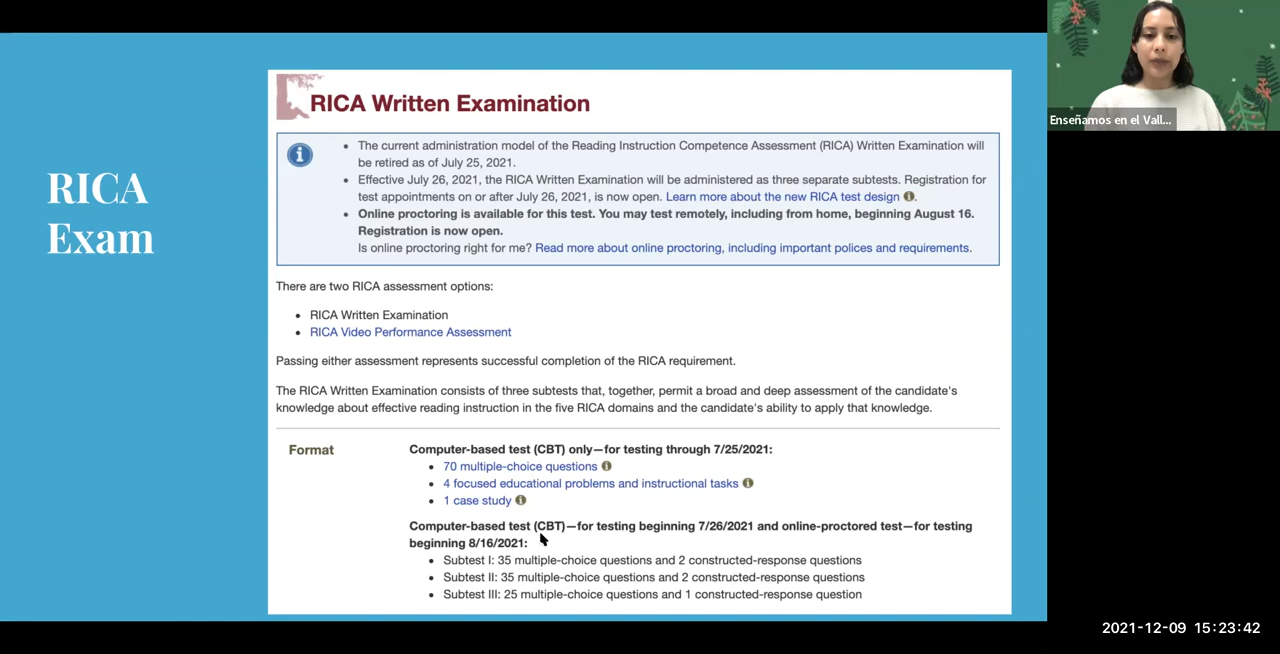 RICA
Exam
RICA Written Examination
• The current administration model of the Reading Instruction Competence Assessment (RICA) Written Examination will
be retired as of July 25, 2021.
• Effective July 26, 2021, the RICA Written Examination will be administered as three separate subtests. Registration for
test appointments on or after July 26, 2021, is now open. Learn more about the new RICA test design i.
• Online proctoring is available for this test. You may test remotely, including from home, beginning August 16.
Registration is now open.
Is online proctoring right for me? Read more about online proctoring, including important polices and requirements.
There are two RICA assessment options:
• RICA Written Examination
• RICA Video Performance Assessment
Passing either assessment represents successful completion of the RICA requirement.
The RICA Written Examination consists of three subtests that, together, permit a broad and deep assessment of the candidate's
knowledge about effective reading instruction in the five RICA domains and the candidate's ability to apply that knowledge.
Format
Computer-based test (CBT) only—for testing through 7/25/2021:
• 70 multiple-choice questions i
• 4 focused educational problems and instructional tasks i
• 1 case study i
Computer-based test (CBT)—for testing beginning 7/26/2021 and online-proctored test—for testing
beginning 8/16/2021:
• Subtest I: 35 multiple-choice questions and 2 constructed-response questions
• Subtest II: 35 multiple-choice questions and 2 constructed-response questions
• Subtest III: 25 multiple-choice questions and 1 constructed-response question
Enseñamos en el Vall...
2021-12-09 15:23:42